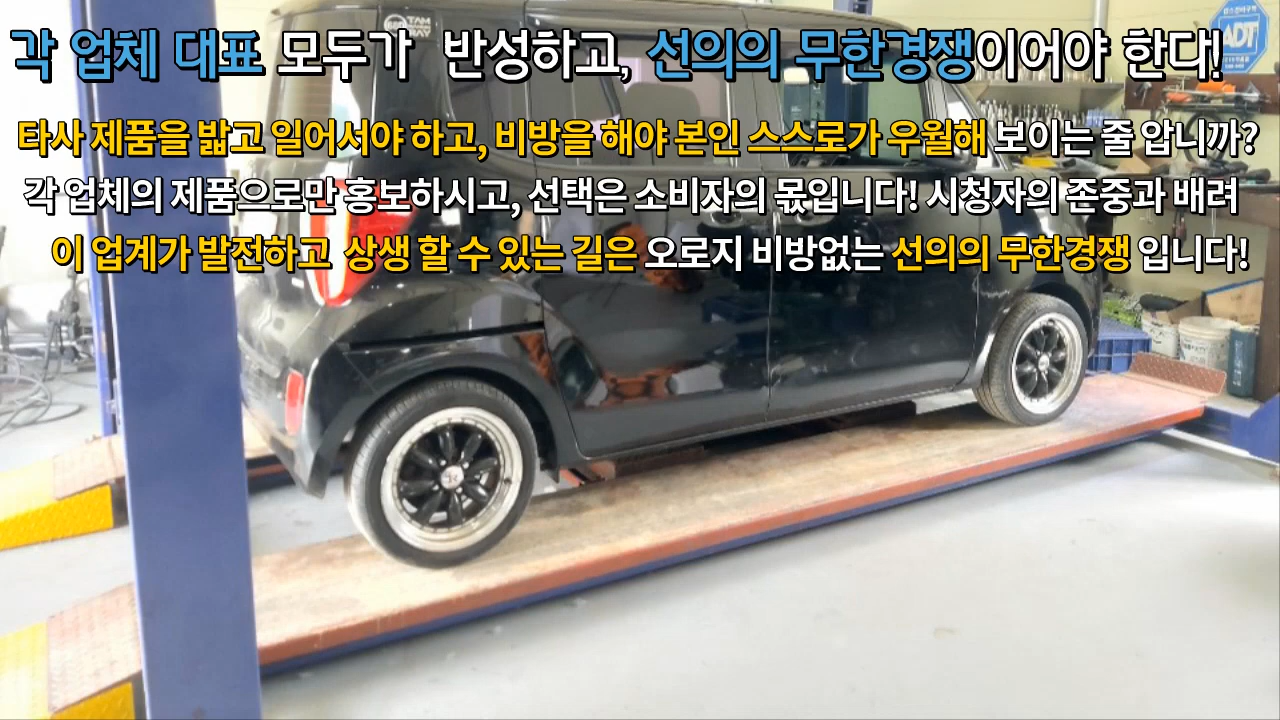 각 업체 대표 모두가 반성하고, 선의의 무한경쟁이어야 한다!
타사 제품을 밟고 일어서야 하고, 비방을 해야 본인 스스로가 우월해 보이는 줄 압니까?
각 업체의 제품으로만 홍보하시고, 선택은 소비자의 몫입니다! 시청자의 존중과 배려
이 업계가 발전하고 상생 할 수 있는 길은 오로지 비방없는 선의의 무한경쟁 입니다!
ADT